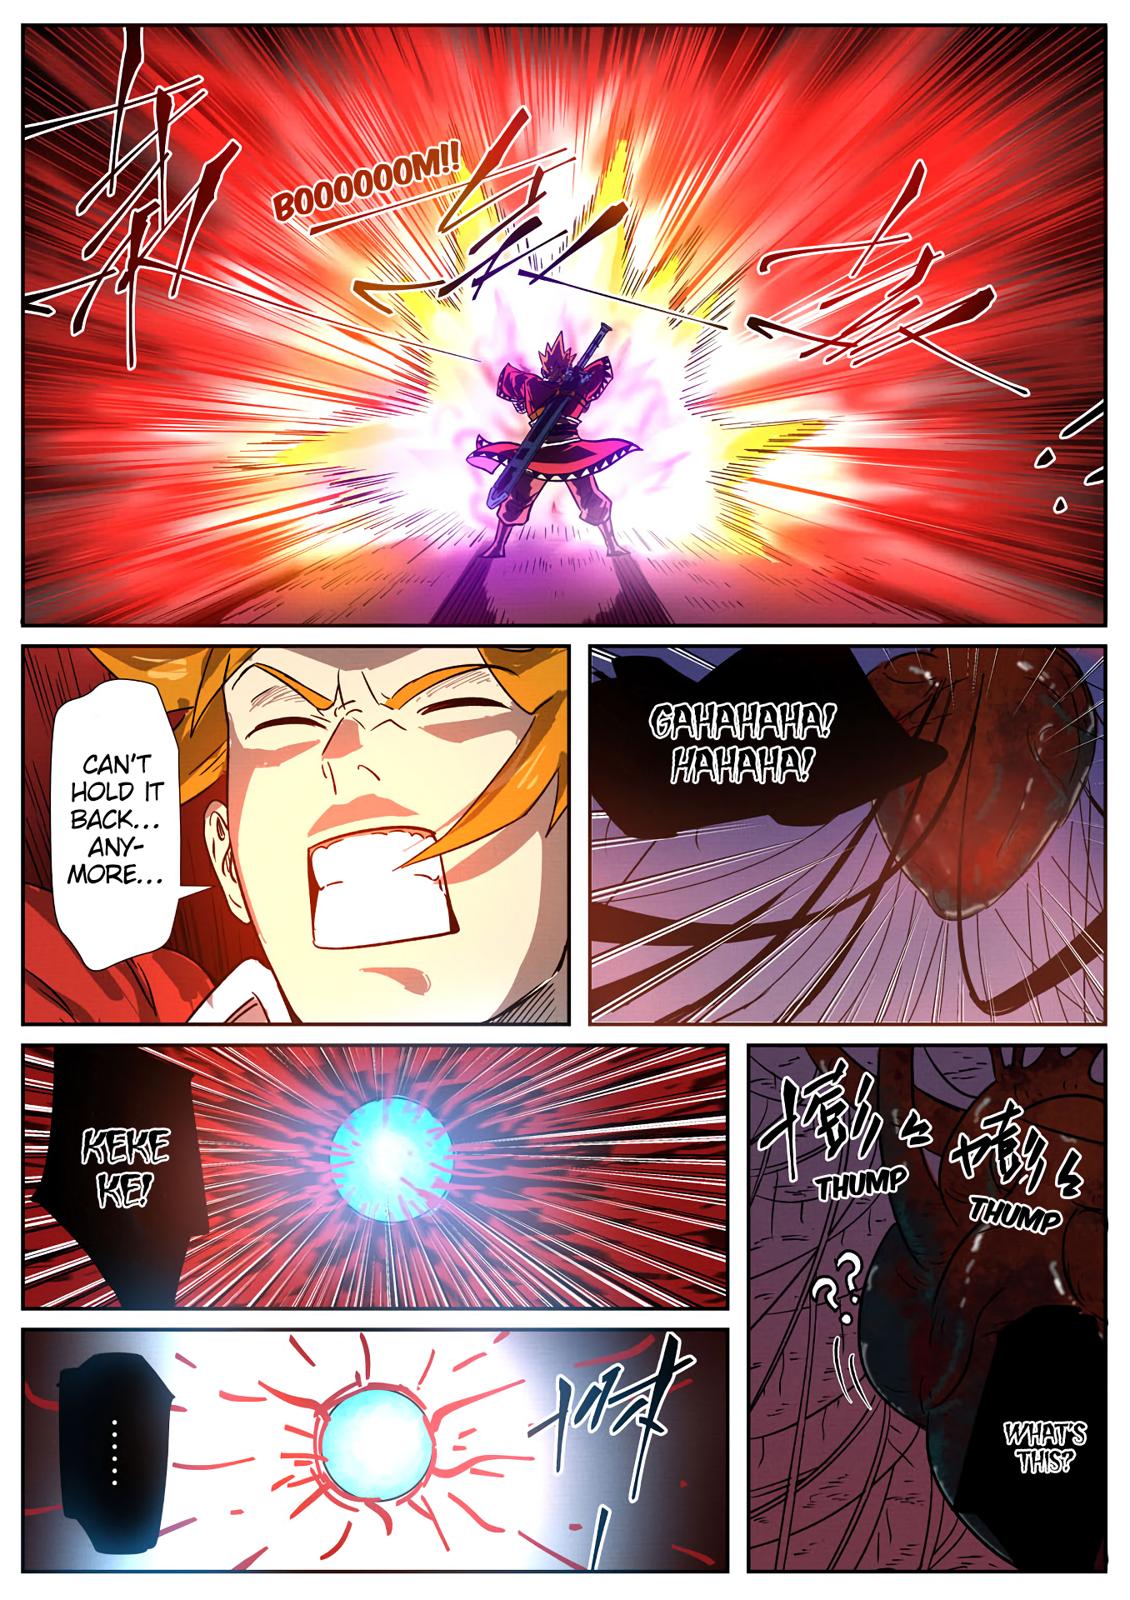 BOOOOOOM!!
CAN'T
HOLD IT
BACK...
ANY-
MORE...
GAHAHAHA!
HAHAHA!
KEKE
KE!
THUMP
THUMP
??
WHAT'S
THIS?
......